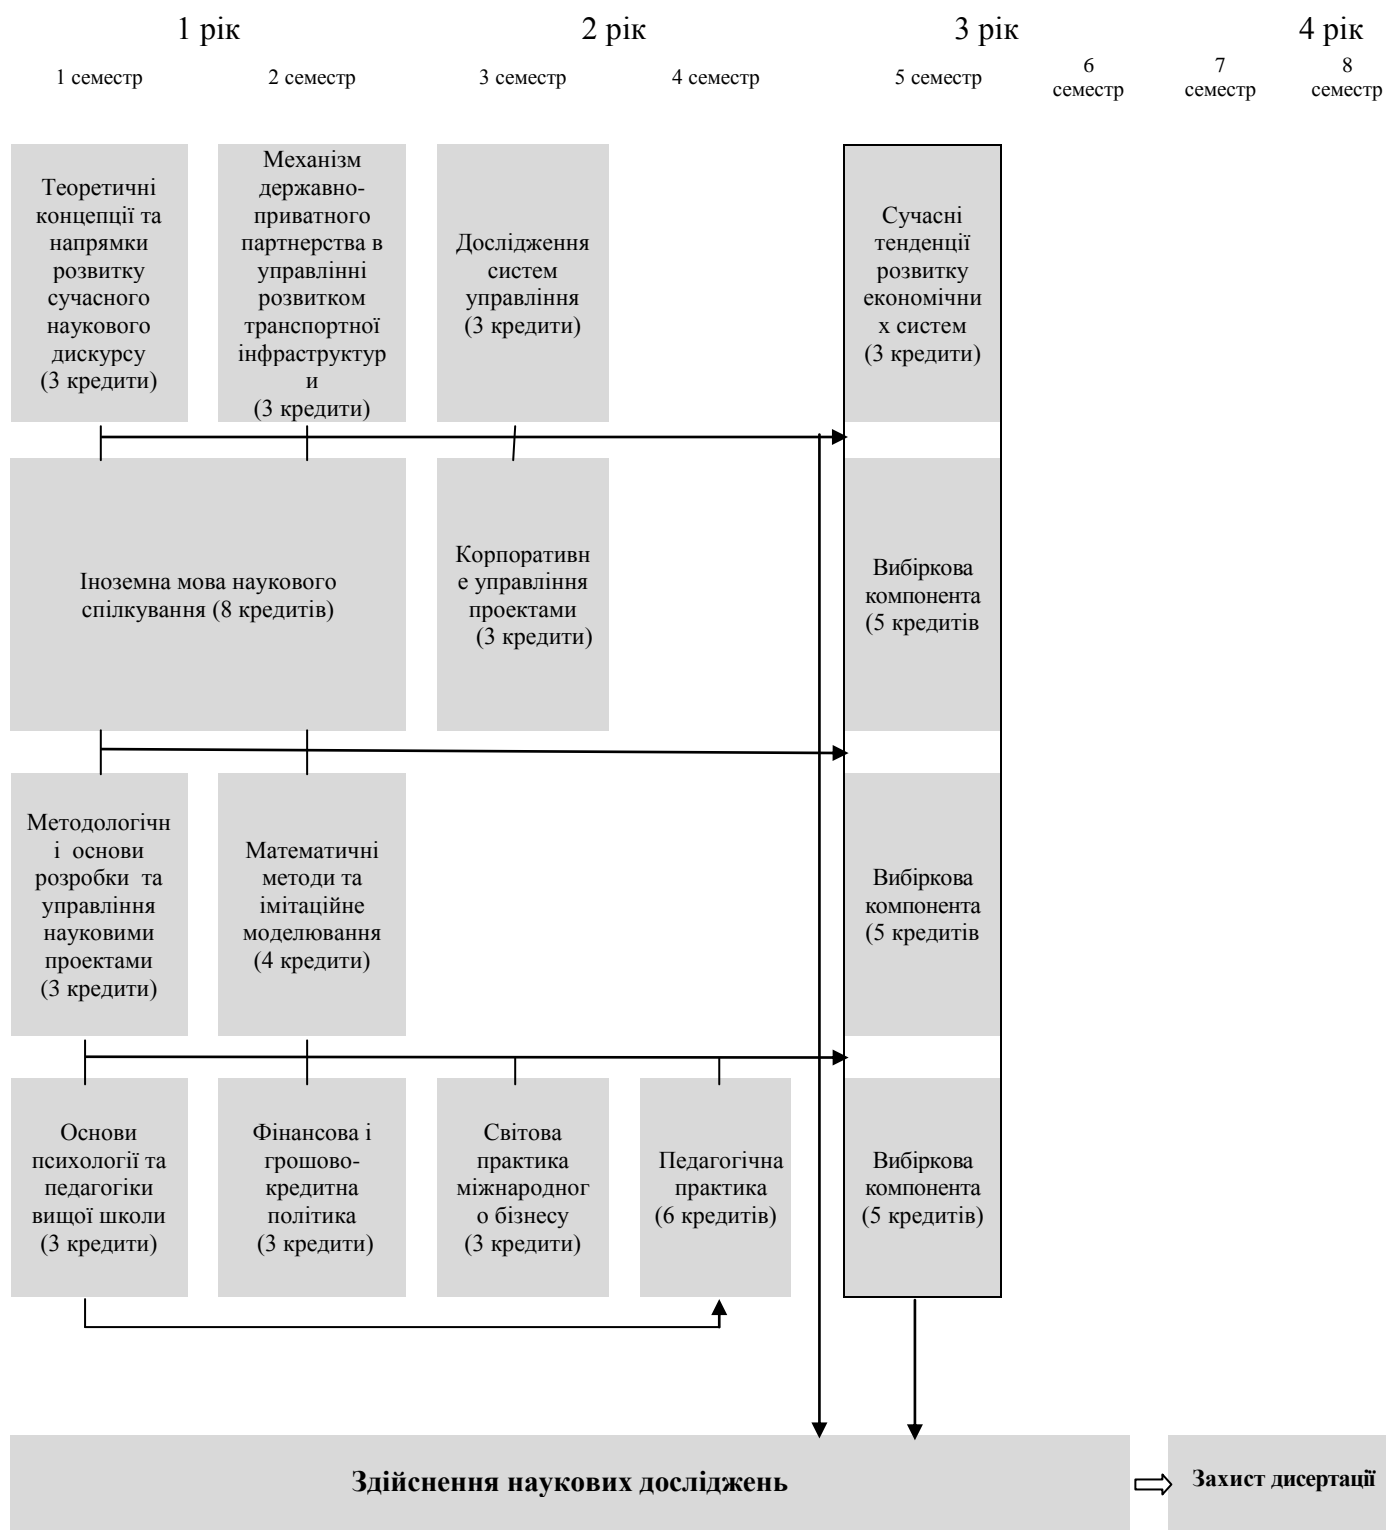 1 рік
2 рік
3 рік
4 рік
1 семестр
2 семестр
3 семестр
4 семестр
5 семестр
6
семестр
7
семестр
8
семестр
Теоретичні
концепції та
напрямки
розвитку
сучасного
наукового
дискурсу
(3 кредити)
Механізм
державно-
приватного
партнерства в
управлінні
розвитком
транспортної
інфраструктур
и
(3 кредити)
Дослідження
систем
управління
(3 кредити)
Сучасні
тенденції
розвитку
економічни
х систем
(3 кредити)
Іноземна мова наукового
спілкування (8 кредитів)
Корпоративн
е управління
проектами
(3 кредити)
Вибіркова
компонента
(5 кредитів
Методологічн
і основи
розробки та
управління
науковими
проектами
(3 кредити)
Математичні
методи та
імітаційне
моделювання
(4 кредити)
Вибіркова
компонента
(5 кредитів
Основи
психології та
педагогіки
вищої школи
(3 кредити)
Фінансова і
грошово-
кредитна
політика
(3 кредити)
Світова
практика
міжнародног
о бізнесу
(3 кредити)
Педагогічна
практика
(6 кредитів)
Вибіркова
компонента
(5 кредитів)
Здійснення наукових досліджень
Захист дисертації